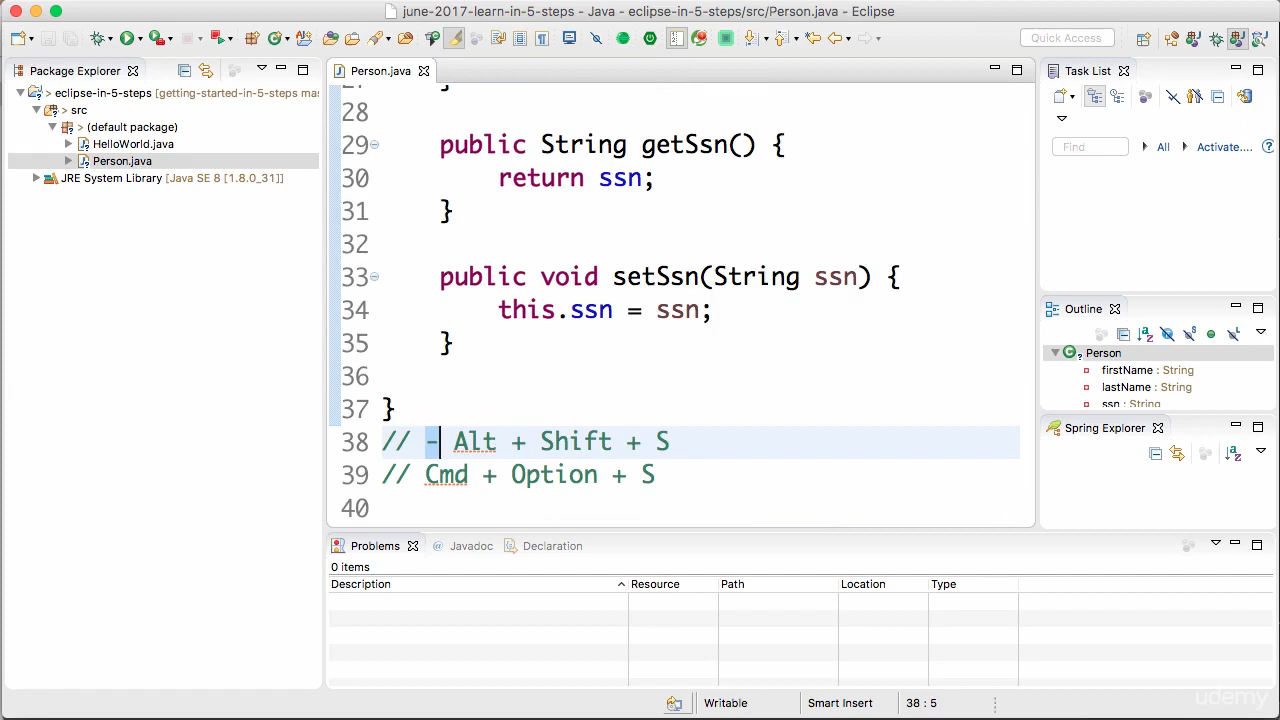 june-2017-learn-in-5-steps - Java - eclipse-in-5-steps/src/Person.java - Eclipse
Quick Access
Package Explorer
> eclipse-in-5-steps [getting-started-in-5-steps mas
> src
> (default package)
HelloWorld.java
Person.java
JRE System Library [Java SE 8 [1.8.0_31]]
Person.java
27 }
28
29 public String getSsn() {
30 return ssn;
31 }
32
33 public void setSsn(String ssn) {
34 this.ssn = ssn;
35 }
36
37 }
38 // - Alt + Shift + S
39 // Cmd + Option + S
40
Task List
Find All Activate....
Outline
Person
firstName : String
lastName : String
ssn : String
Spring Explorer
Problems @ Javadoc Declaration
0 items
Description Resource Path Location Type
Writable Smart Insert 38 : 5
udemy